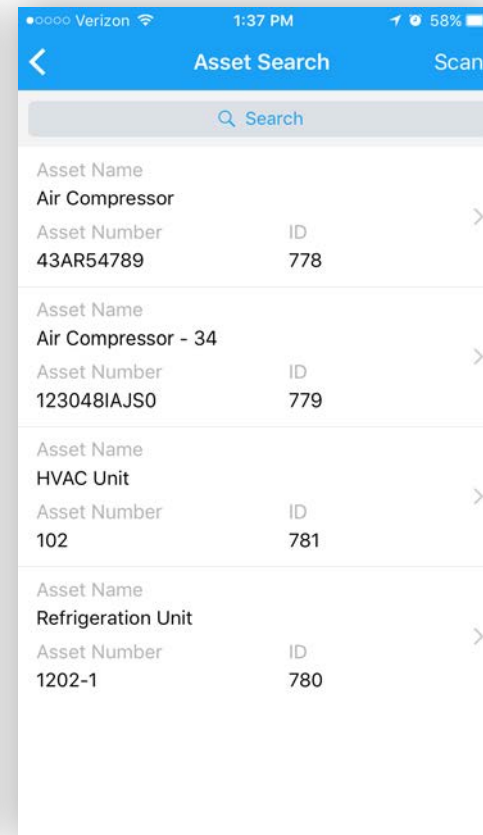 Verizon 1:37 PM 58%
Asset Search Scan
Search
Asset Name
Air Compressor
Asset Number ID
43AR54789 778
Asset Name
Air Compressor - 34
Asset Number ID
123048IAJS0 779
Asset Name
HVAC Unit
Asset Number ID
102 781
Asset Name
Refrigeration Unit
Asset Number ID
1202-1 780